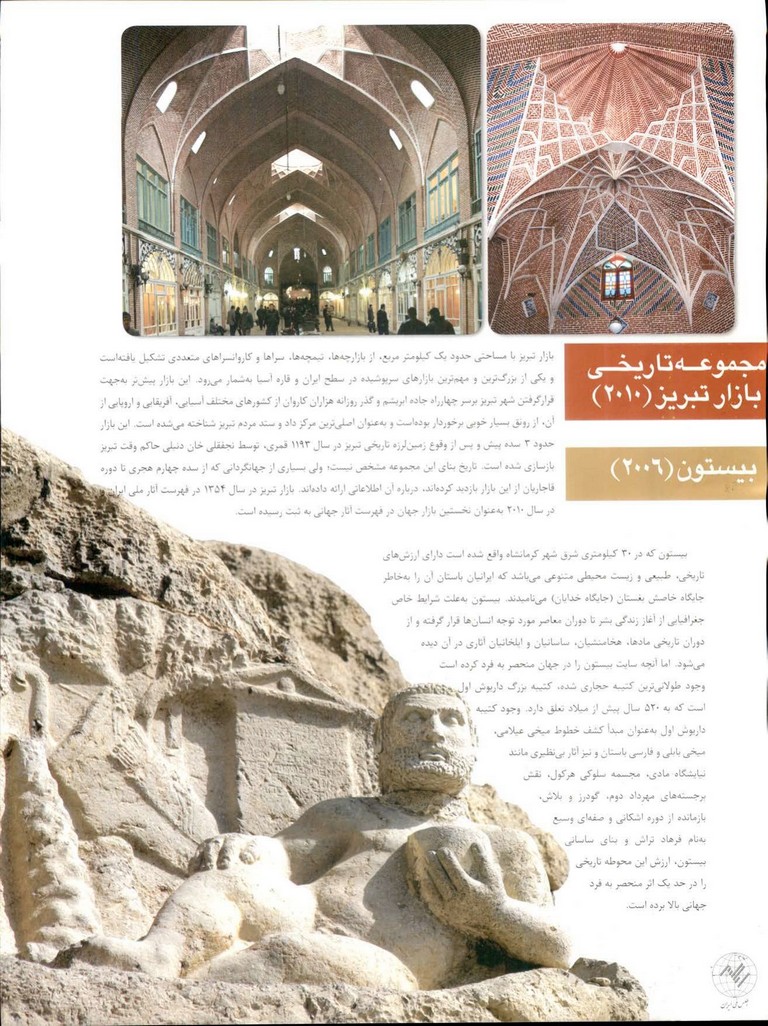 مجموعه تاریخی
بازار تبریز (۲۰۱۰)
بازار تبریز با مساحتی حدود یک کیلومتر مربع، از بازارچه‌ها، تیمچه‌ها، سراها و کاروانسراهای متعددی تشکیل یافته‌است
و یکی از بزرگ‌ترین و مهم‌ترین بازارهای سرپوشیده در سطح ایران و قاره آسیا به‌شمار می‌رود. این بازار پیش‌تر به‌جهت
قرارگرفتن شهر تبریز برسر چهارراه جاده ابریشم و گذر روزانه هزاران کاروان از کشورهای مختلف آسیایی، آفریقایی و اروپایی از
آن، از رونق بسیار خوبی برخوردار بوده‌است و به‌عنوان اصلی‌ترین مرکز داد و ستد مردم تبریز شناخته می‌شده است. این بازار
حدود ۳ سده پیش و پس از وقوع زمین‌لرزه تاریخی تبریز در سال ۱۱۹۳ قمری، توسط نجفقلی خان دنبلی حاکم وقت تبریز
بازسازی شده است. تاریخ بنای این مجموعه مشخص نیست؛ ولی بسیاری از جهانگردانی که از سده چهارم هجری تا دوره
قاجاریان از این بازار بازدید کرده‌اند، درباره آن اطلاعاتی ارائه داده‌اند. بازار تبریز در سال ۱۳۵۴ در فهرست آثار ملی ایران و
در سال ۲۰۱۰ به‌عنوان نخستین بازار جهان در فهرست آثار جهانی به ثبت رسیده است.
بیستون (۲۰۰۶)
بیستون که در ۳۰ کیلومتری شرق شهر کرمانشاه واقع شده است دارای ارزش‌های
تاریخی، طبیعی و زیست محیطی متنوعی می‌باشد که ایرانیان باستان آن را به‌خاطر
جایگاه خاصش بغستان (جایگاه خدایان) می‌نامیدند. بیستون به‌علت شرایط خاص
جغرافیایی از آغاز زندگی بشر تا دوران معاصر مورد توجه انسان‌ها قرار گرفته و از
دوران تاریخی مادها، هخامنشیان، ساسانیان و ایلخانیان آثاری در آن دیده
می‌شود. اما آنچه سایت بیستون را در جهان منحصر به فرد کرده است
وجود طولانی‌ترین کتیبه حجاری شده، کتیبه بزرگ داریوش اول
است که به ۵۲۰ سال پیش از میلاد تعلق دارد. وجود کتیبه
داریوش اول به‌عنوان مبدأ کشف خطوط میخی عیلامی،
میخی بابلی و فارسی باستان و نیز آثار بی‌نظیری مانند
نیایشگاه مادی، مجسمه سلوکی هرکول، نقش
برجسته‌های مهرداد دوم، گودرز و بلاش،
بازمانده از دوره اشکانی و صفه‌ای وسیع
به‌نام فرهاد تراش و بنای ساسانی
بیستون، ارزش این محوطه تاریخی
را در حد یک اثر منحصر به فرد
جهانی بالا برده است.